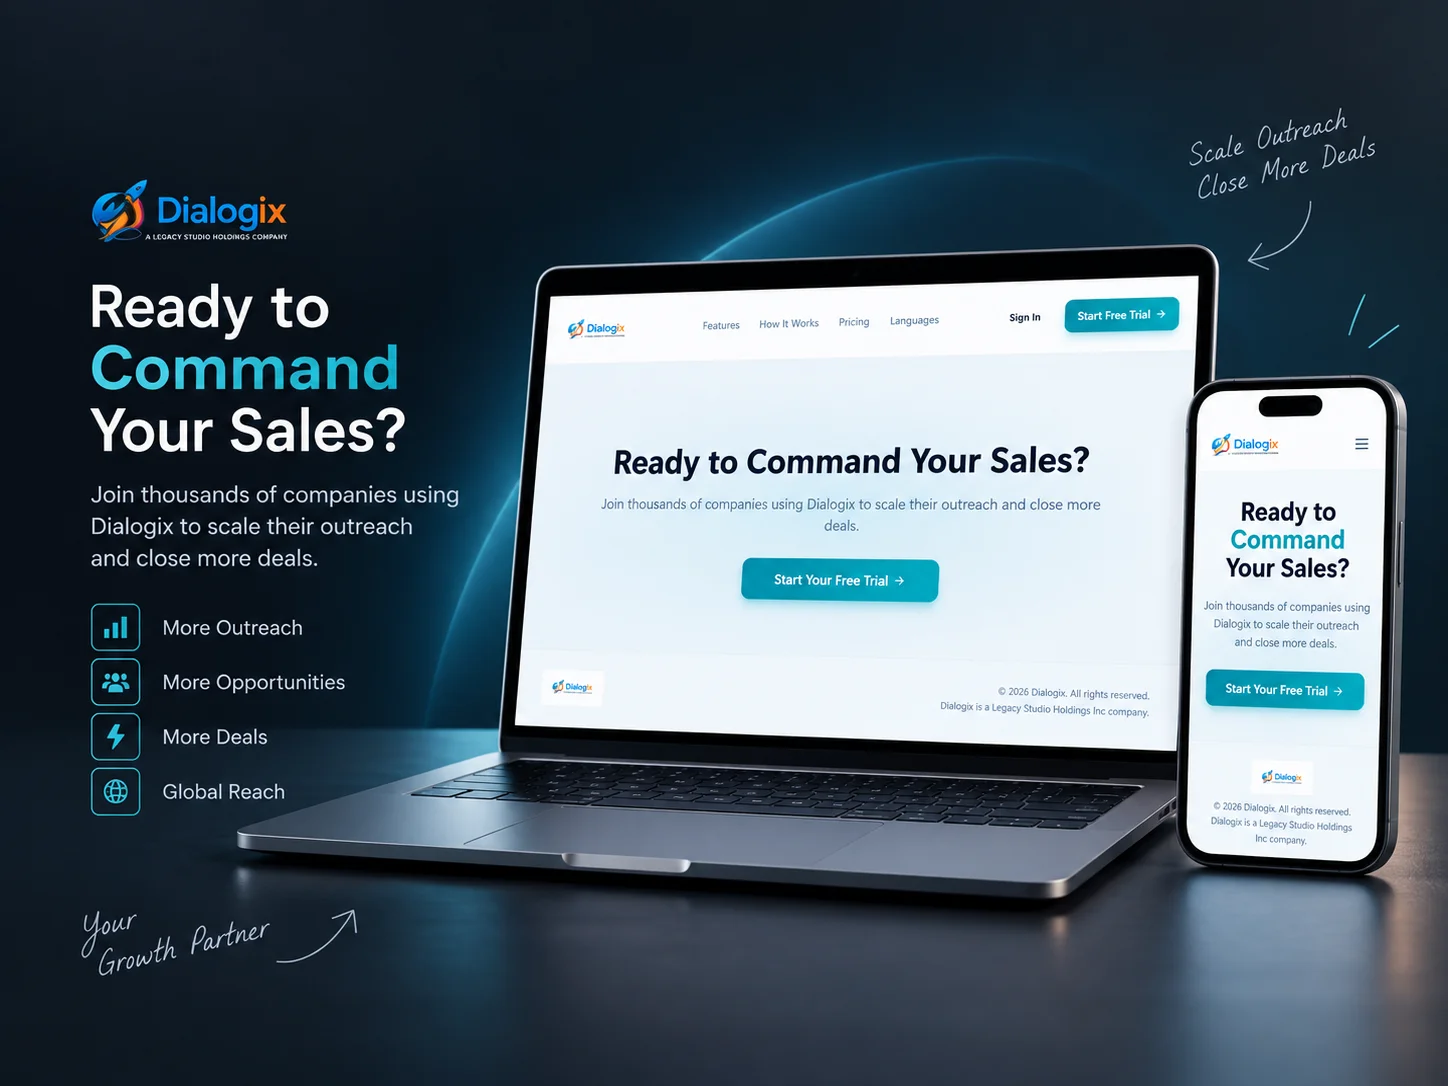 Dialogix
A LEGACY STUDIO HOLDINGS COMPANY
Ready to
Command
Your Sales?
Join thousands of companies using
Dialogix to scale their outreach
and close more deals.
More Outreach
More Opportunities
More Deals
Global Reach
Your
Growth Partner
Scale Outreach
Close More Deals
Dialogix
Features How It Works Pricing Languages Sign In Start Free Trial →
Ready to Command Your Sales?
Join thousands of companies using Dialogix to scale their outreach and close more
deals.
Start Your Free Trial →
Dialogix
© 2026 Dialogix. All rights reserved.
Dialogix is a Legacy Studio Holdings Inc company.
Dialogix
Ready to
Command
Your Sales?
Join thousands of companies using
Dialogix to scale their outreach
and close more deals.
Start Your Free Trial →
Dialogix
© 2026 Dialogix. All rights reserved.
Dialogix is a Legacy Studio Holdings
Inc company.